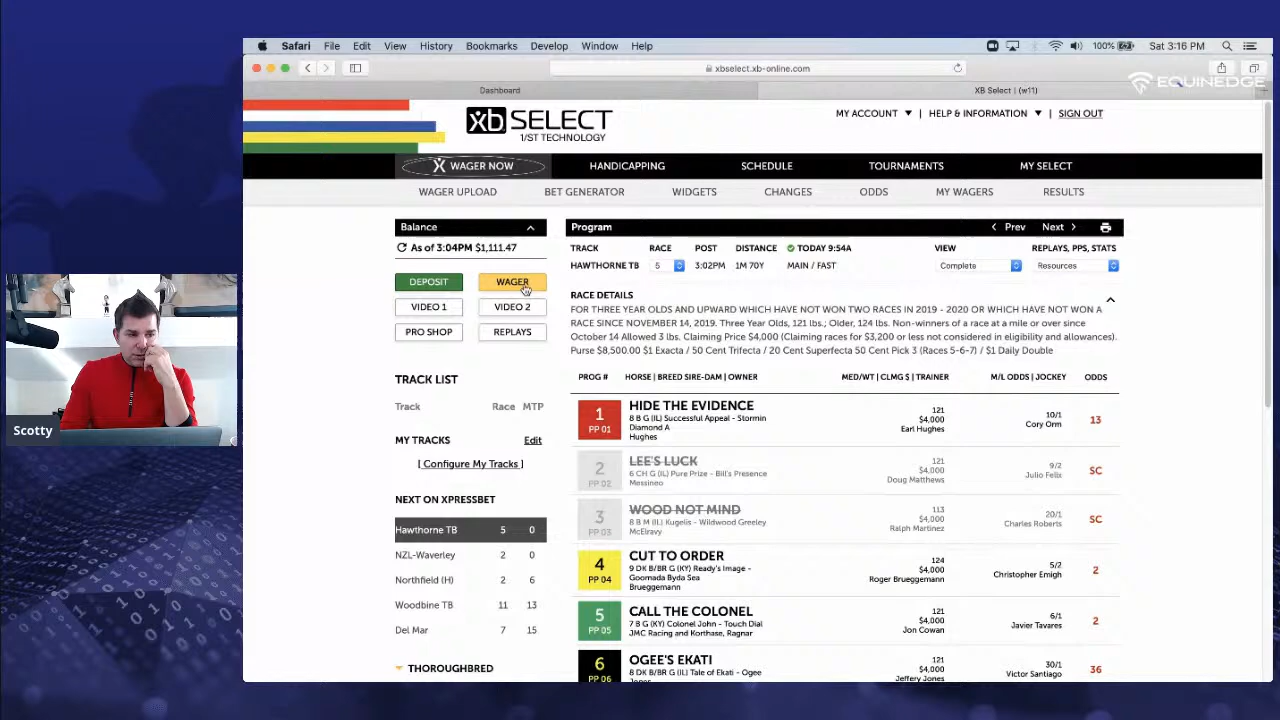 Safari File Edit View History Bookmarks Develop Window Help 100% Sat 3:16 PM
xbselect.xb-online.com
EQUINEDGE
Dashboard XB Select | (w11)
xb SELECT
1/ST TECHNOLOGY
MY ACCOUNT | HELP & INFORMATION | SIGN OUT
X WAGER NOW HANDICAPPING SCHEDULE TOURNAMENTS MY SELECT
WAGER UPLOAD BET GENERATOR WIDGETS CHANGES ODDS MY WAGERS RESULTS
Balance
As of 3:04PM $1,111.47
DEPOSIT WAGER
VIDEO 1 VIDEO 2
PRO SHOP REPLAYS
TRACK LIST
Track Race MTP
MY TRACKS Edit
[ Configure My Tracks ]
NEXT ON XPRESSBET
Hawthorne TB 5 0
NZL-Waverley 2 0
Northfield (H) 2 6
Woodbine TB 11 13
Del Mar 7 15
THOROUGHBRED
Program Prev Next
TRACK RACE POST DISTANCE TODAY 9:54A VIEW REPLAYS, PPS, STATS
HAWTHORNE TB 5 3:02PM 1M 70Y MAIN / FAST Complete Resources
RACE DETAILS
FOR THREE YEAR OLDS AND UPWARD WHICH HAVE NOT WON TWO RACES IN 2019 - 2020 OR WHICH HAVE NOT WON A
RACE SINCE NOVEMBER 14, 2019. Three Year Olds, 121 lbs.; Older, 124 lbs. Non-winners of a race at a mile or over since
October 14 Allowed 3 lbs. Claiming Price $4,000 (Claiming races for $3,200 or less not considered in eligibility and allowances).
Purse $8,500.00 $1 Exacta / 50 Cent Trifecta / 20 Cent Superfecta 50 Cent Pick 3 (Races 5-6-7) / $1 Daily Double
PROG # HORSE | BREED SIRE-DAM | OWNER MED/WT | CLMG $ | TRAINER M/L ODDS | JOCKEY ODDS
1
PP 01
HIDE THE EVIDENCE
8 B G (IL) Successful Appeal - Stormin
Diamond A
Hughes
121
$4,000
Earl Hughes
10/1
Cory Orm
13
2
PP 02
LEE'S LUCK
6 CH G (IL) Pure Prize - Bill's Presence
Messineo
121
$4,000
Doug Matthews
9/2
Julio Felix
SC
3
PP 03
WOOD NOT MIND
8 B M (IL) Kugelis - Wildwood Greeley
McElravy
113
$4,000
Ralph Martinez
20/1
Charles Roberts
SC
4
PP 04
CUT TO ORDER
9 DK B/BR G (KY) Ready's Image -
Goomada Byda Sea
Brueggemann
124
$4,000
Roger Brueggemann
5/2
Christopher Emigh
2
5
PP 05
CALL THE COLONEL
7 B G (KY) Colonel John - Touch Dial
JMC Racing and Korthase, Ragnar
121
$4,000
Jon Cowan
6/1
Javier Tavares
2
6
PP 06
OGEE'S EKATI
8 DK B/BR G (IL) Tale of Ekati - Ogee
121
$4,000
Jeffery Jones
30/1
Victor Santiago
36
Scotty